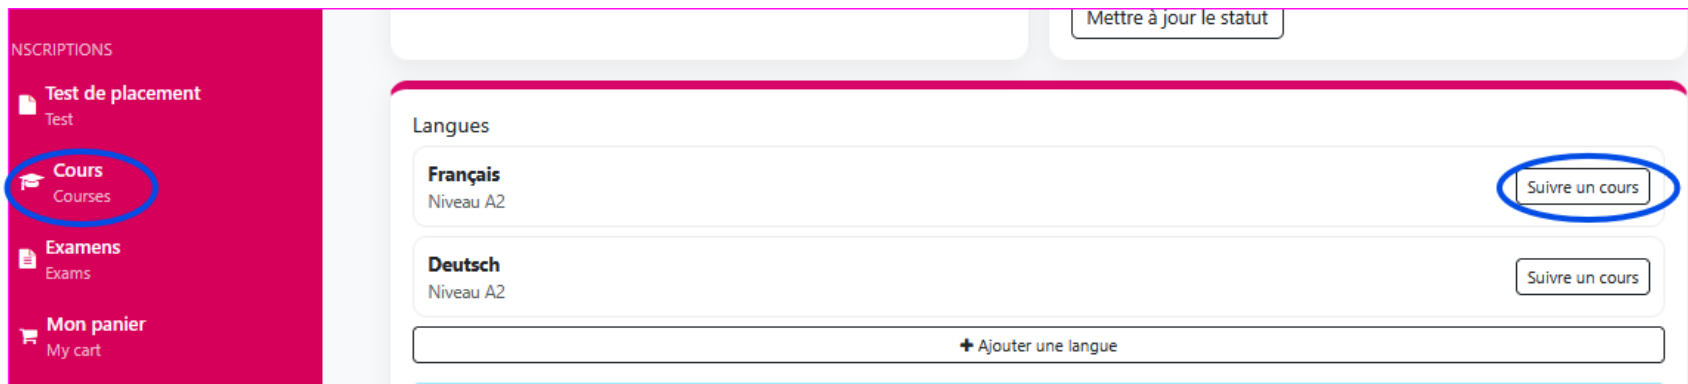 NSCRIPTIONS
Test de placement
Test
Cours
Courses
Examens
Exams
Mon panier
My cart
Mettre à jour le statut
Langues
Français
Niveau A2
Suivre un cours
Deutsch
Niveau A2
Suivre un cours
+ Ajouter une langue